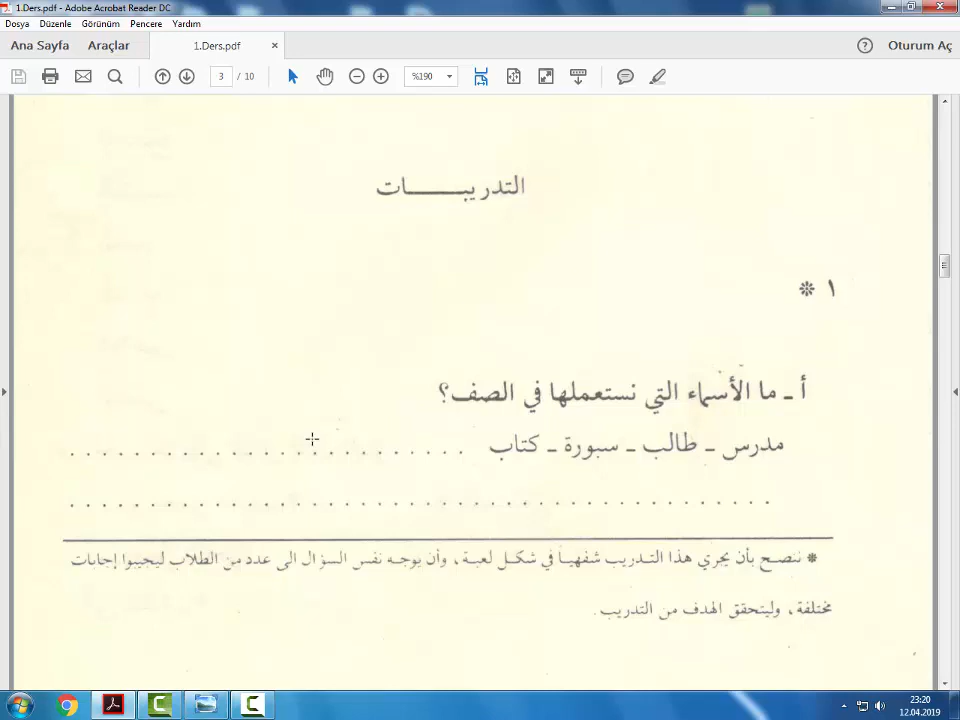 1.Ders.pdf - Adobe Acrobat Reader DC
Dosya Düzenle Görünüm Pencere Yardım
Ana Sayfa Araçlar 1.Ders.pdf × ? Oturum Aç
3 / 10 %190
التدريبـــــات
١ *
أ ـ ما الأسماء التي نستعملها في الصف؟
مدرس ـ طالب ـ سبورة ـ كتاب . . . . . . . . . . . . . . . . . . .
. . . . . . . . . . . . . . . . . . . . . . . . . . . . . . . . .
* ننصح بأن يجري هذا التدريب شفهياً في شكل لعبة، وأن يوجه نفس السؤال الى عدد من الطلاب ليجيبوا إجابات
مختلفة، وليتحقق الهدف من التدريب .
23:20
12.04.2019